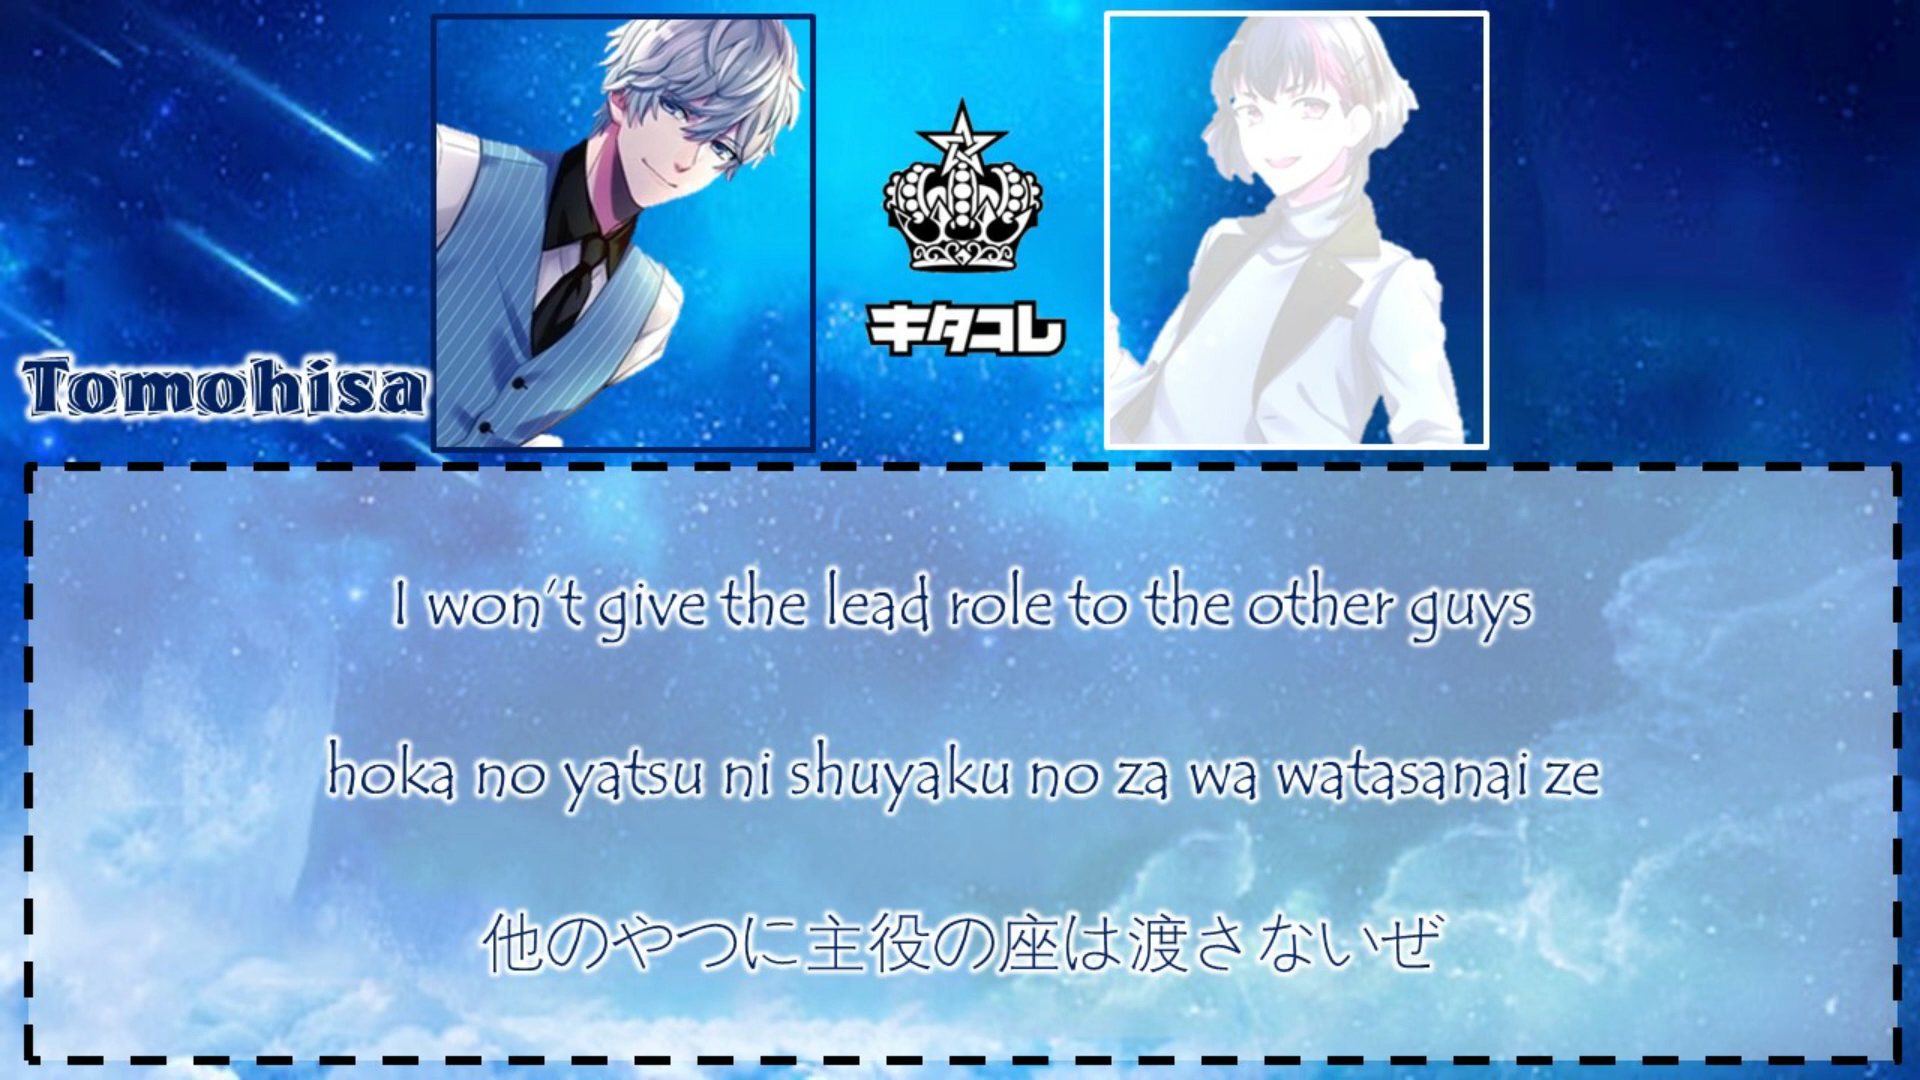 キタコレ
Tomohisa
I won't give the lead role to the other guys
hoka no yatsu ni shuyaku no za wa watasanai ze
他のやつに主役の座は渡さないぜ